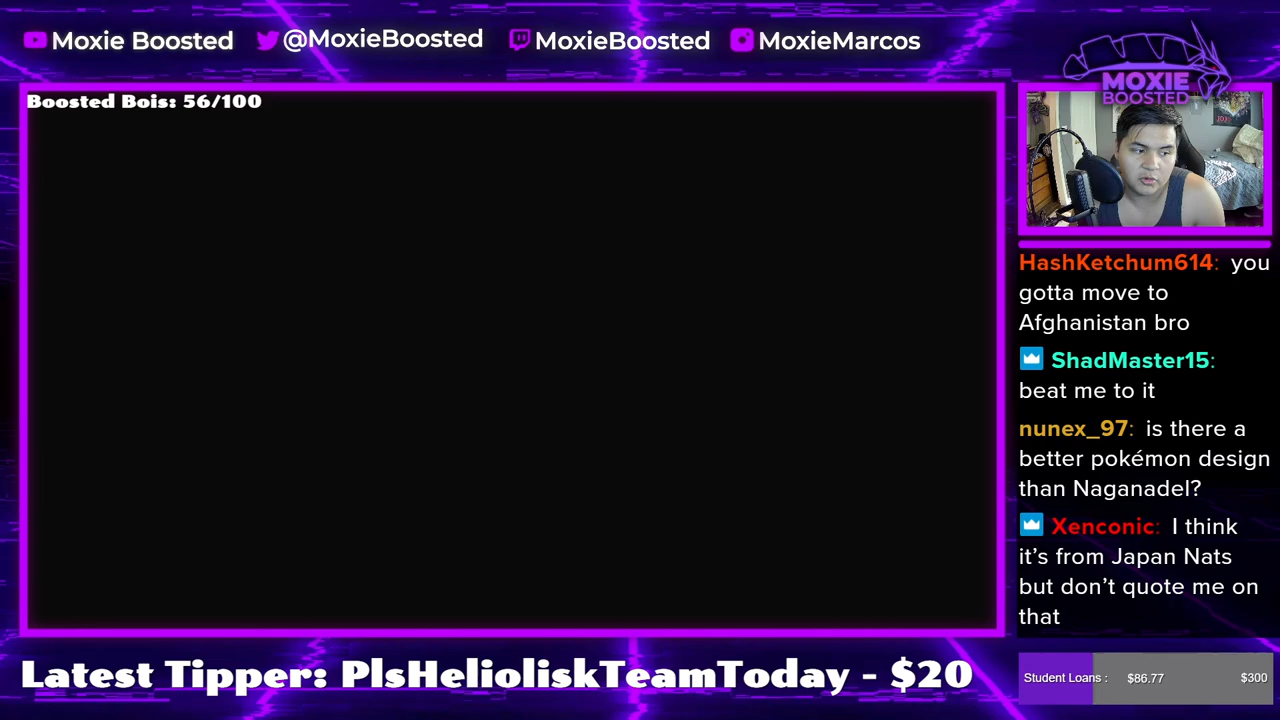 Moxie Boosted @MoxieBoosted MoxieBoosted MoxieMarcos
MOXIE
BOOSTED
Boosted Bois: 56/100
HashKetchum614: you
gotta move to
Afghanistan bro
ShadMaster15:
beat me to it
nunex_97: is there a
better pokémon design
than Naganadel?
Xenconic: I think
it’s from Japan Nats
but don’t quote me on
that
Latest Tipper: PlsHelioliskTeamToday - $20
Student Loans : $86.77 $300